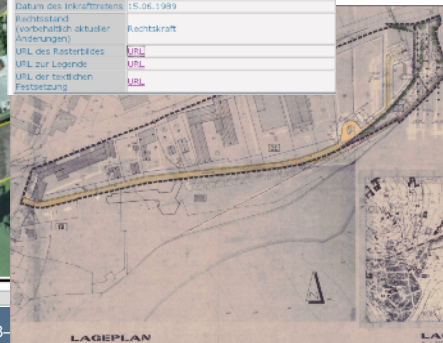 Datum des Inkrafttretens 15.06.1989
Rechtsstand
(vorbehaltlich aktueller
Änderungen) Rechtskraft
URL des Rasterbildes URL
URL zur Legende URL
URL der textlichen
Festsetzung URL
LAGEPLAN
LA